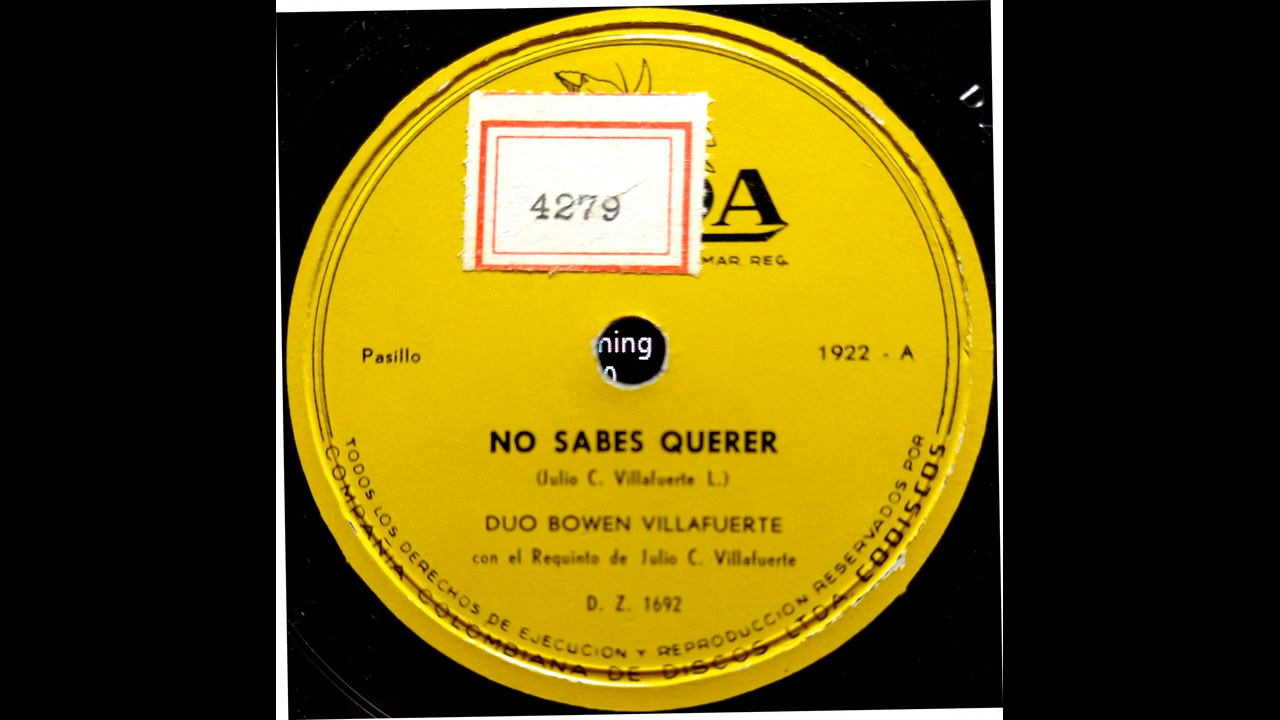 4279
MAR. REG.
Pasillo
1922 - A
NO SABES QUERER
(Julio C. Villafuerte L.)
DUO BOWEN VILLAFUERTE
con el Requinto de Julio C. Villafuerte
D. Z. 1692
TODOS LOS DERECHOS DE EJECUCION Y REPRODUCCION RESERVADOS POR
COMPAÑIA COLOMBIANA DE DISCOS LTDA. CODISCOS